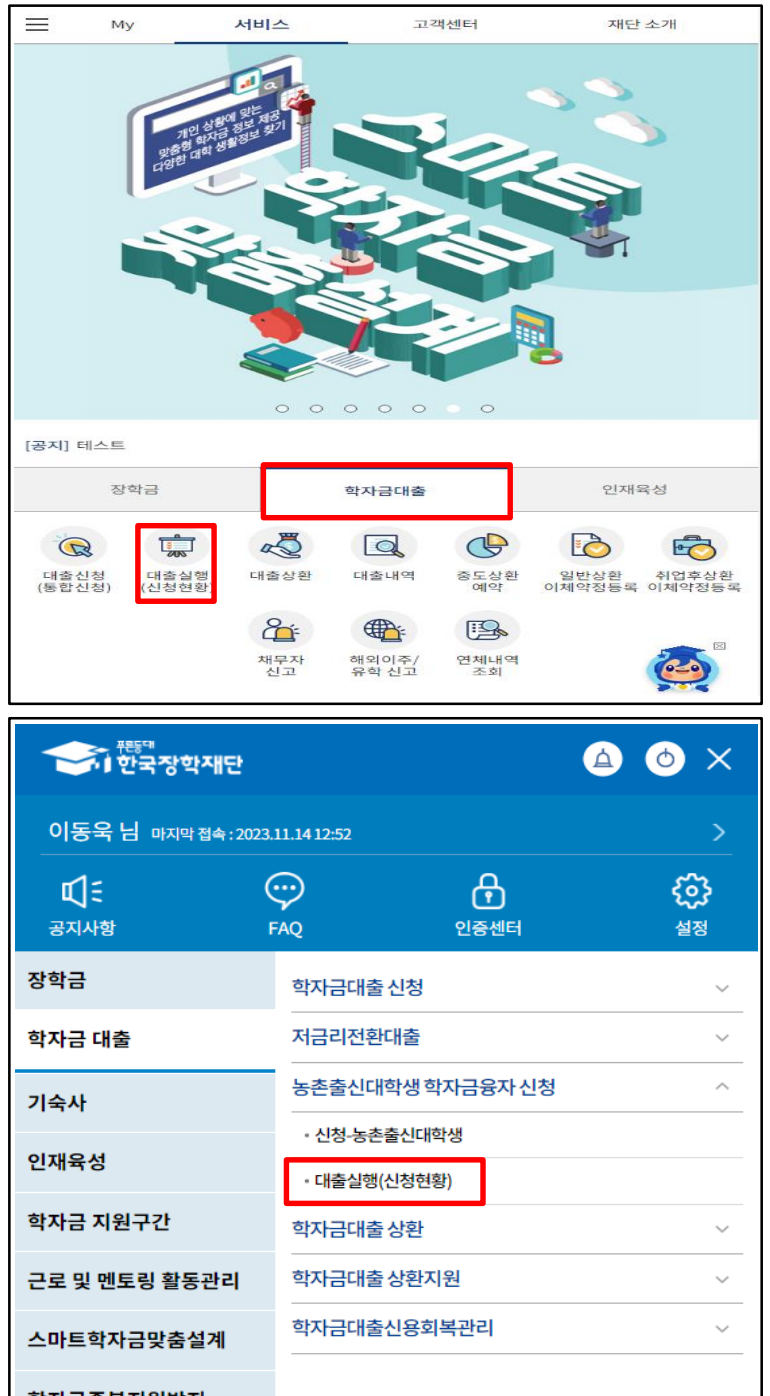 My 서비스 고객센터 재단 소개
개인 상황에 맞는
맞춤형 학자금 정보 제공
다양한 대학 생활정보 찾기
스마트
학자금
맞춤설계
[공지] 테스트
장학금 학자금대출 인재육성
대출신청
(통합신청)
대출실행
(신청현황)
대출상환
대출내역
중도상환
예약
일반상환
이체약정등록
취업후상환
이체약정등록
채무자
신고
해외이주/
유학 신고
연체내역
조회
푸른등대
한국장학재단
이동욱 님 마지막 접속 : 2023.11.14 12:52
공지사항 FAQ 인증센터 설정
장학금
학자금 대출
기숙사
인재육성
학자금 지원구간
근로 및 멘토링 활동관리
스마트학자금맞춤설계
학자금대출 신청
저금리전환대출
농촌출신대학생 학자금융자 신청
• 신청-농촌출신대학생
• 대출실행(신청현황)
학자금대출 상환
학자금대출 상환지원
학자금대출신용회복관리